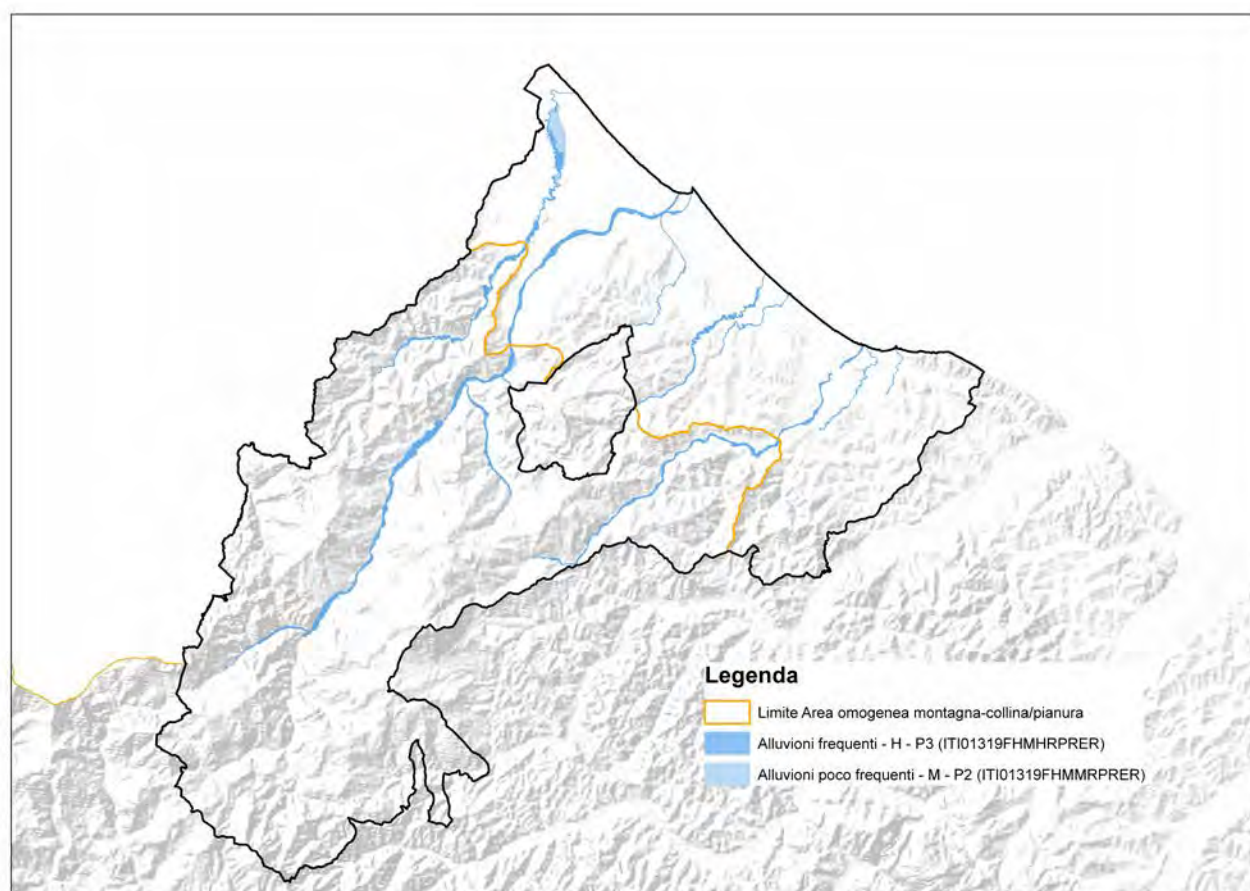 Legenda
Limite Area omogenea montagna-collina/pianura
Alluvioni frequenti - H - P3 (ITI01319FHMHRPRER)
Alluvioni poco frequenti - M - P2 (ITI01319FHMMRPRER)